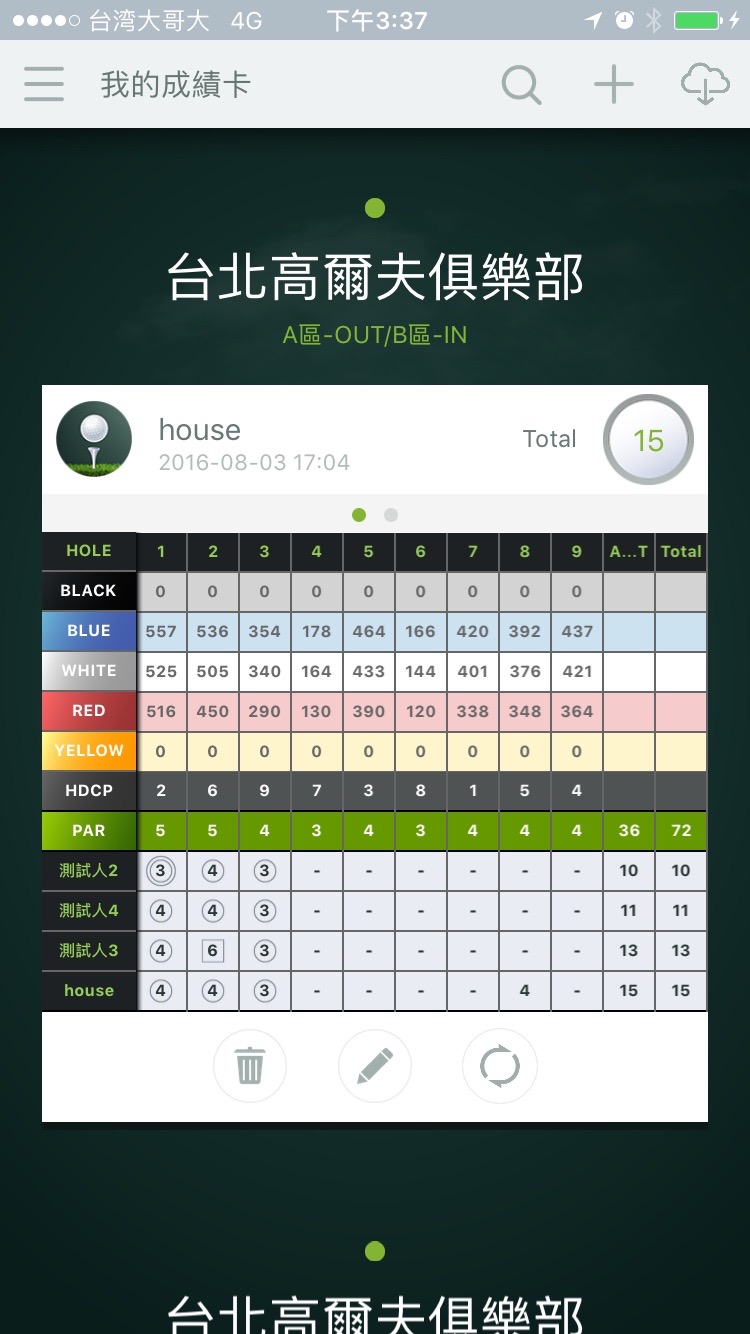 台湾大哥大 4G 下午3:37
我的成績卡
台北高爾夫俱樂部
A區-OUT/B區-IN
house
2016-08-03 17:04
Total 15
HOLE 1 2 3 4 5 6 7 8 9 A...T Total
BLACK 0 0 0 0 0 0 0 0 0
BLUE 557 536 354 178 464 166 420 392 437
WHITE 525 505 340 164 433 144 401 376 421
RED 516 450 290 130 390 120 338 348 364
YELLOW 0 0 0 0 0 0 0 0 0
HDCP 2 6 9 7 3 8 1 5 4
PAR 5 5 4 3 4 3 4 4 4 36 72
測試人2 3 4 3 - - - - - - 10 10
測試人4 4 4 3 - - - - - - 11 11
測試人3 4 6 3 - - - - - - 13 13
house 4 4 3 - - - - 4 - 15 15
台北高爾夫俱樂部